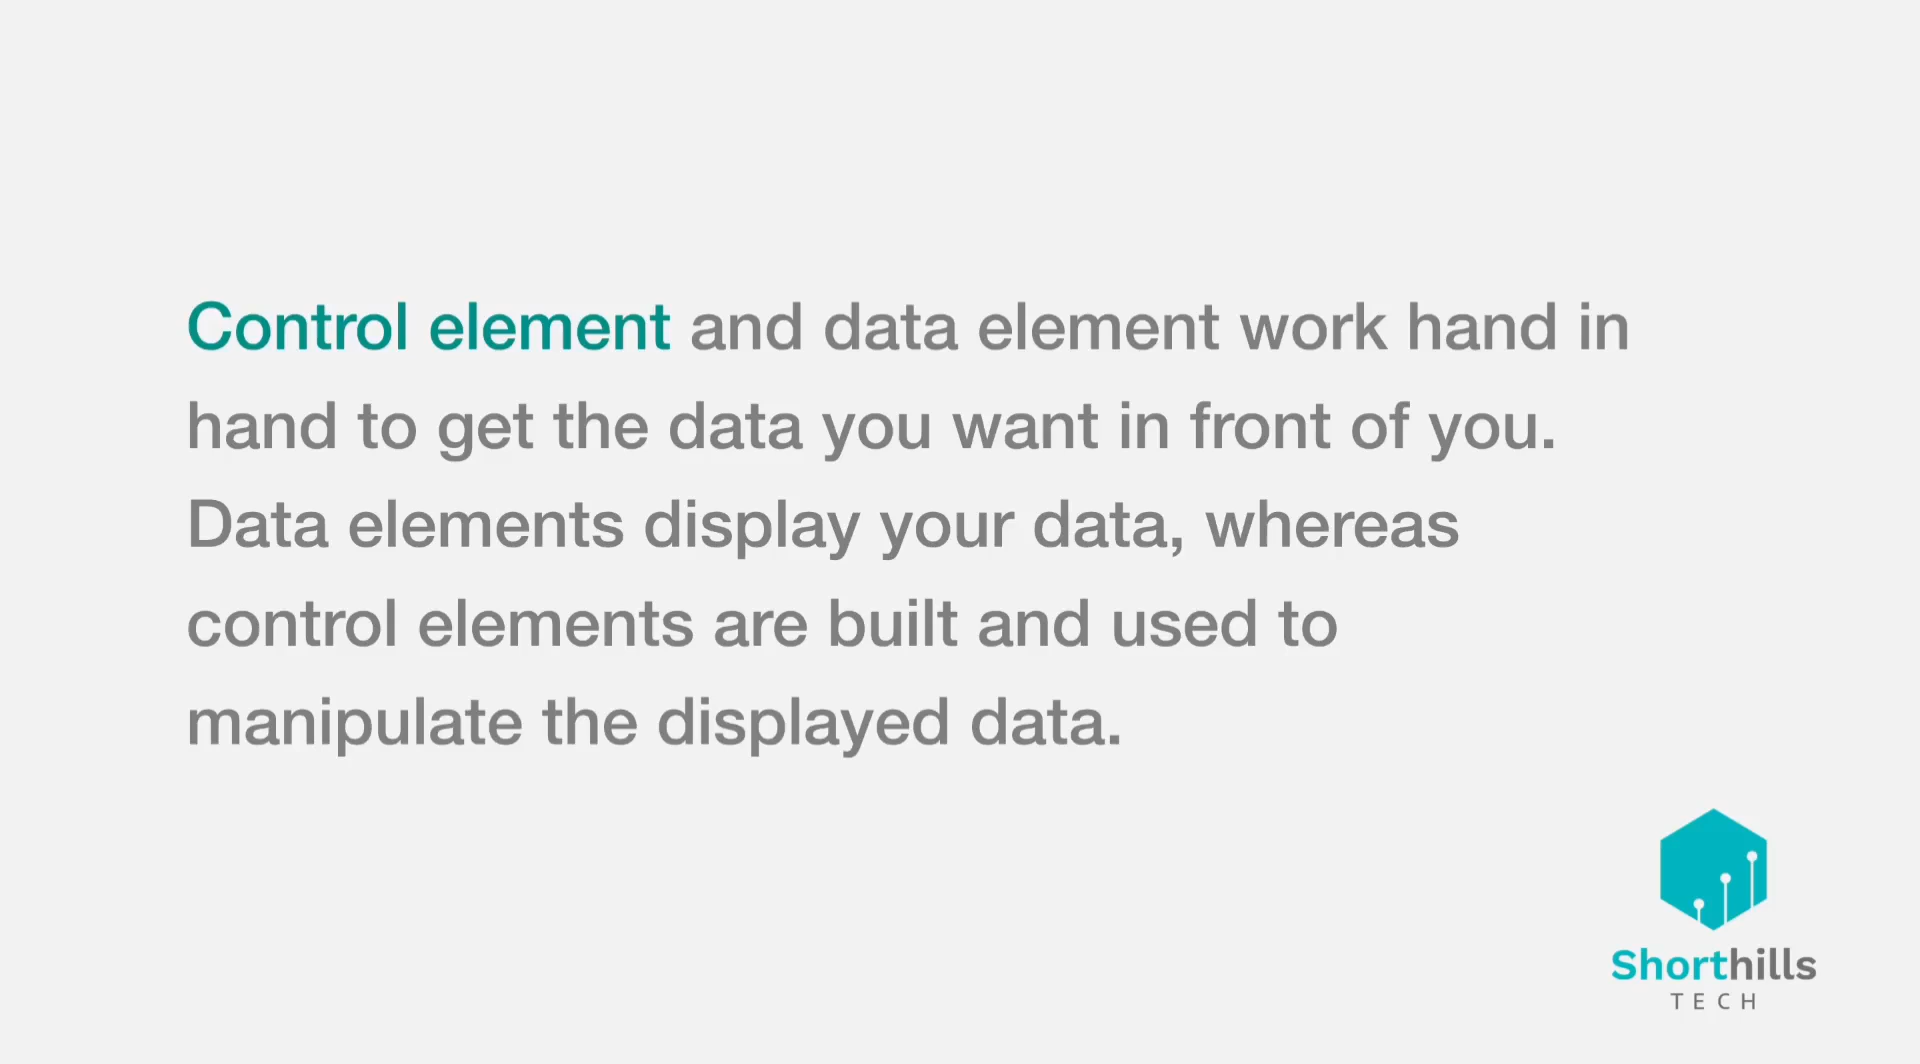 Control element and data element work hand in
hand to get the data you want in front of you.
Data elements display your data, whereas
control elements are built and used to
manipulate the displayed data.
Shorthills
TECH